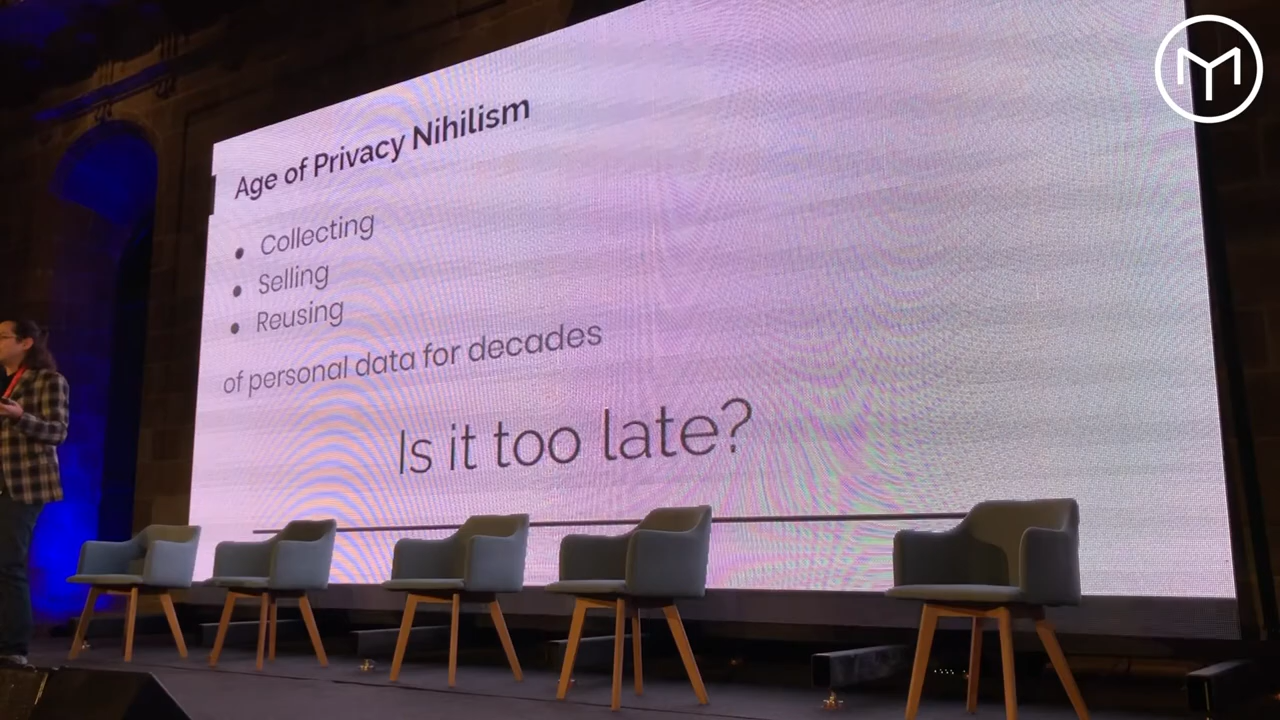 Age of Privacy Nihilism
● Collecting
● Selling
● Reusing
of personal data for decades
Is it too late?